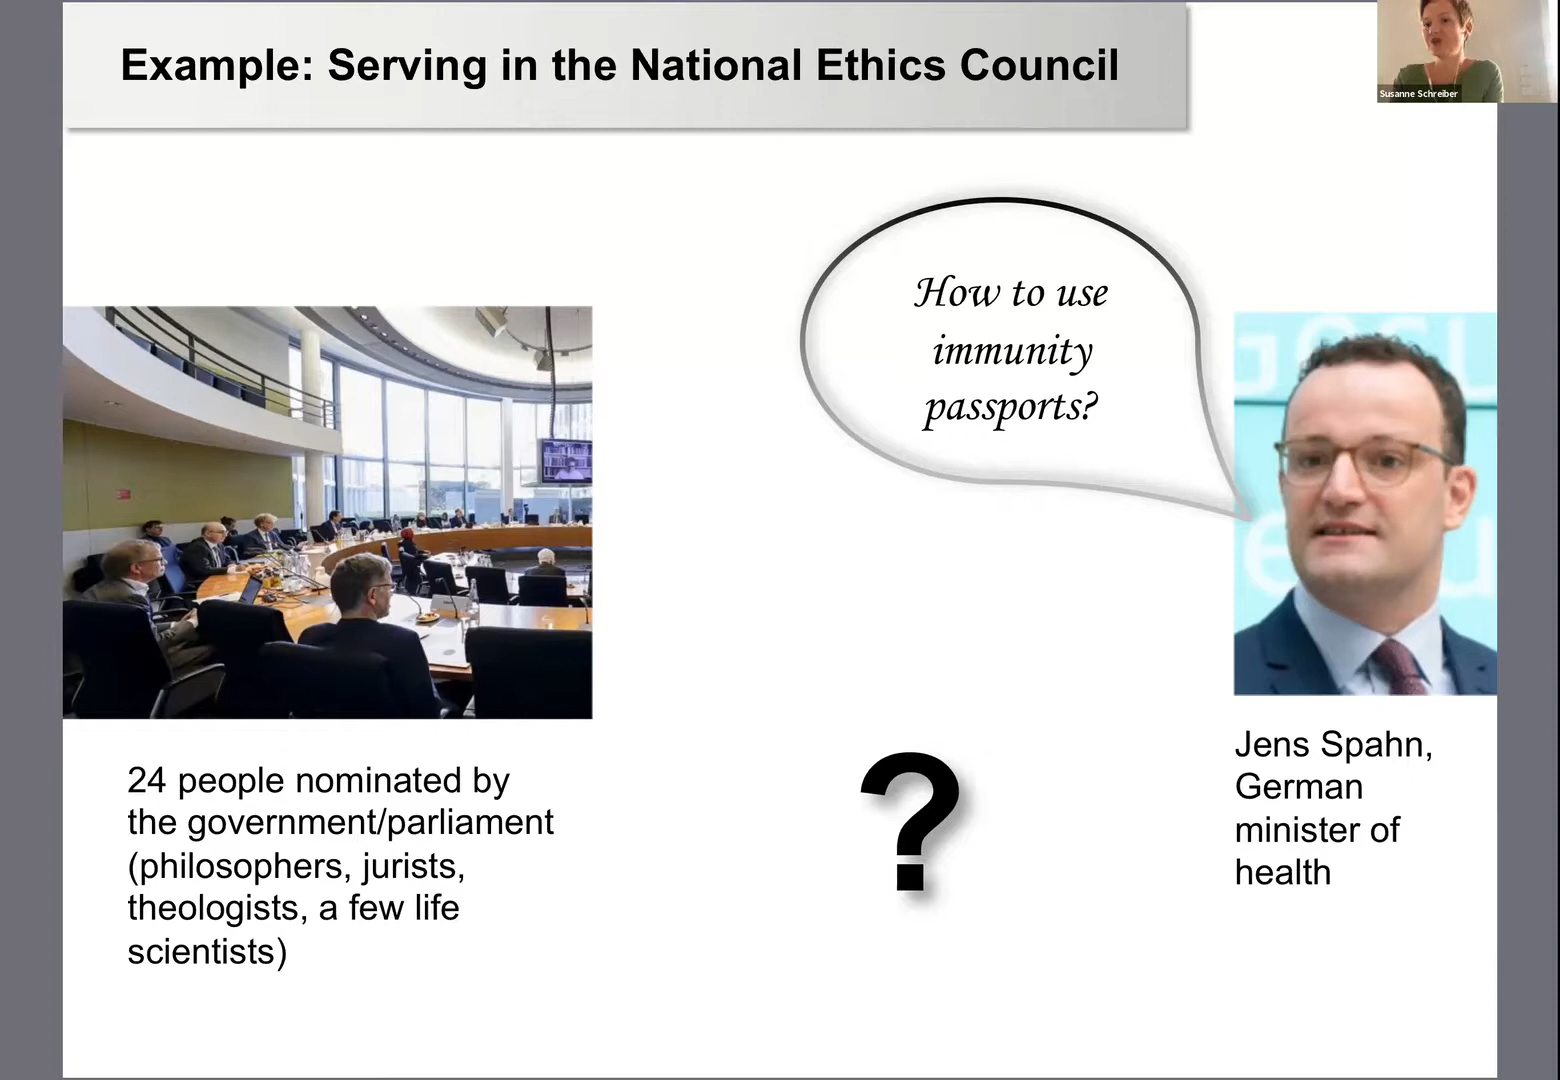 Example: Serving in the National Ethics Council
Susanne Schreiber
How to use
immunity
passports?
24 people nominated by
the government/parliament
(philosophers, jurists,
theologists, a few life
scientists)
?
Jens Spahn,
German
minister of
health